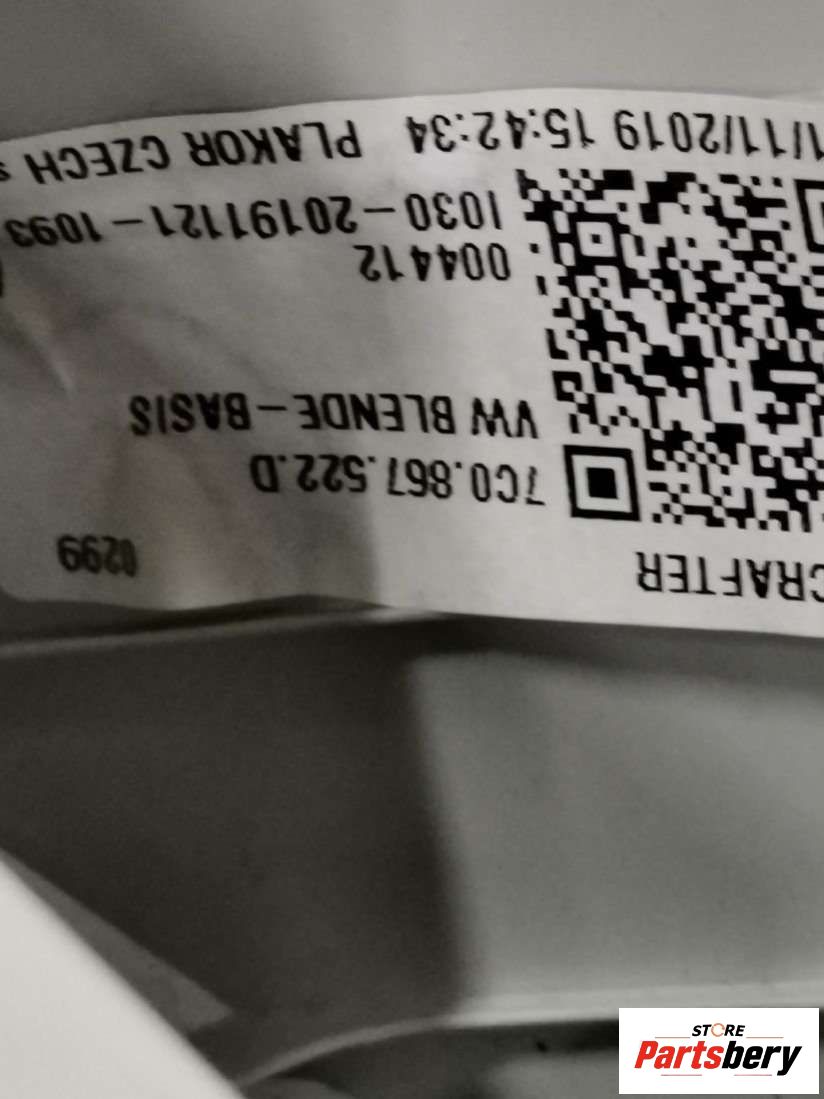 CRAFTER 0299
7C0.867.522.D
VW BLENDE-BASIS
004412
1030-20191121-1093
1/11/2019 15:42:34 PLAKOR CZECH s
STORE
Partsbery